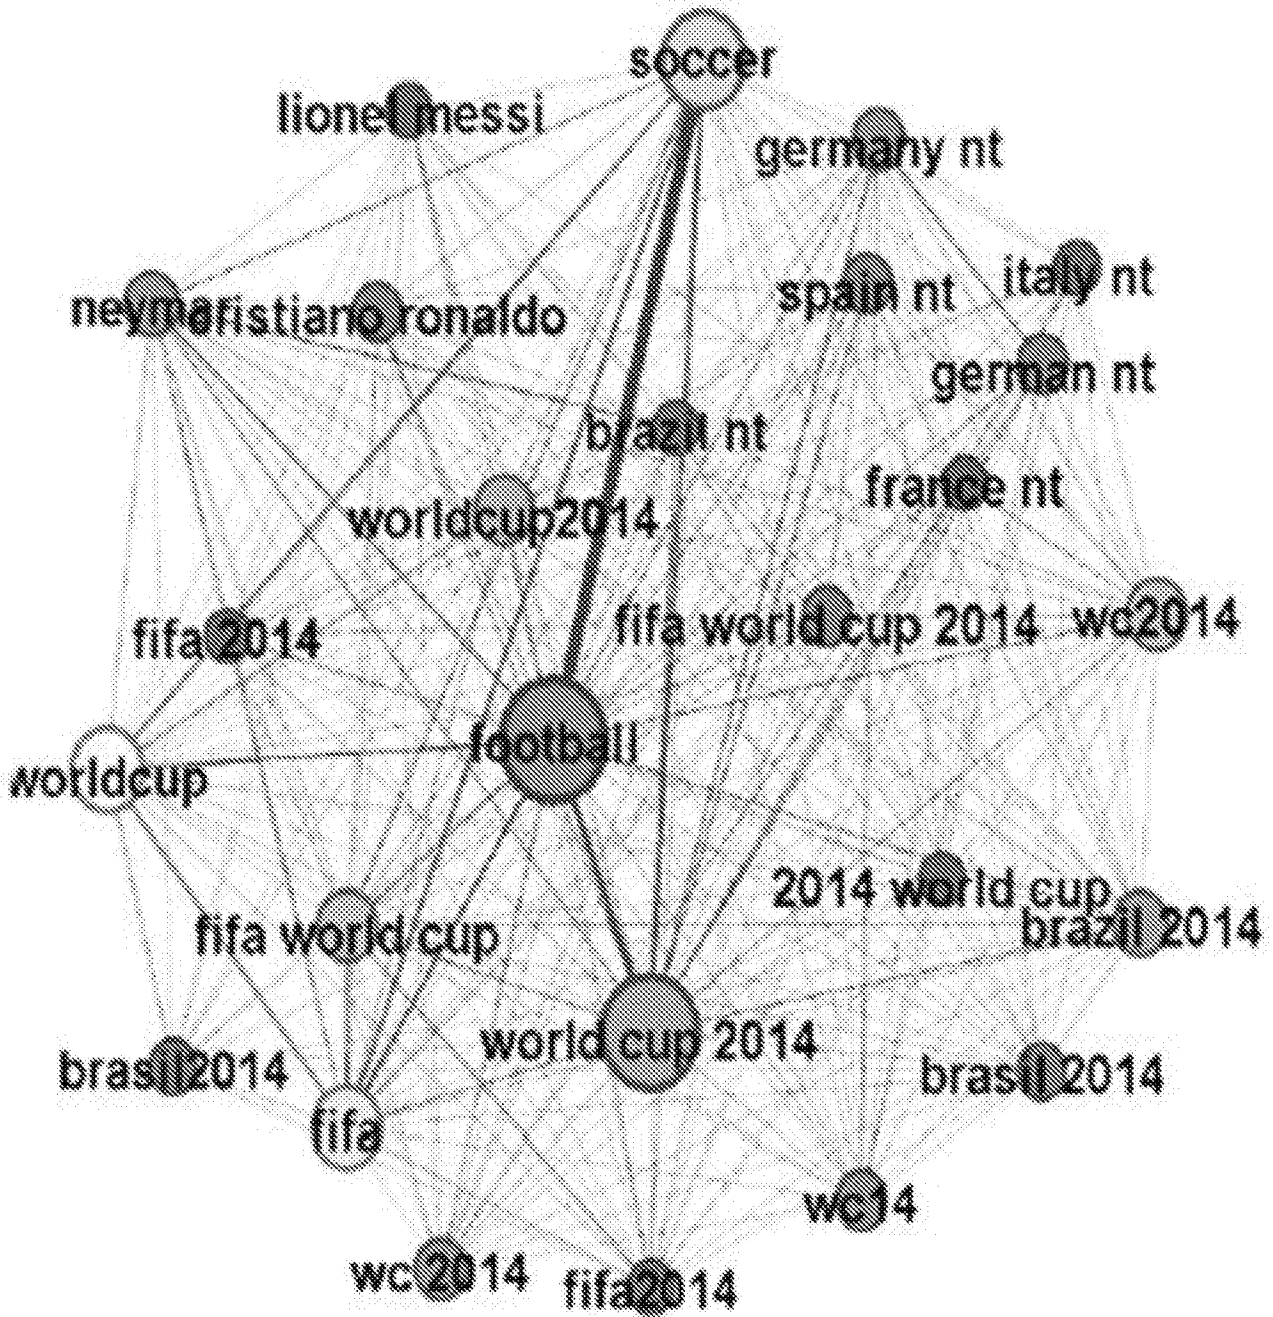 soccer
lionel messi
germany nt
italy nt
spain nt
cristiano ronaldo
german nt
brazil nt
france nt
worldcup2014
fifa 2014
fifa world cup 2014
wc2014
football
worldcup
2014 world cup
brazil 2014
fifa world cup
world cup 2014
brasil2014
brasil 2014
fifa
wc14
wc 2014
fifa2014